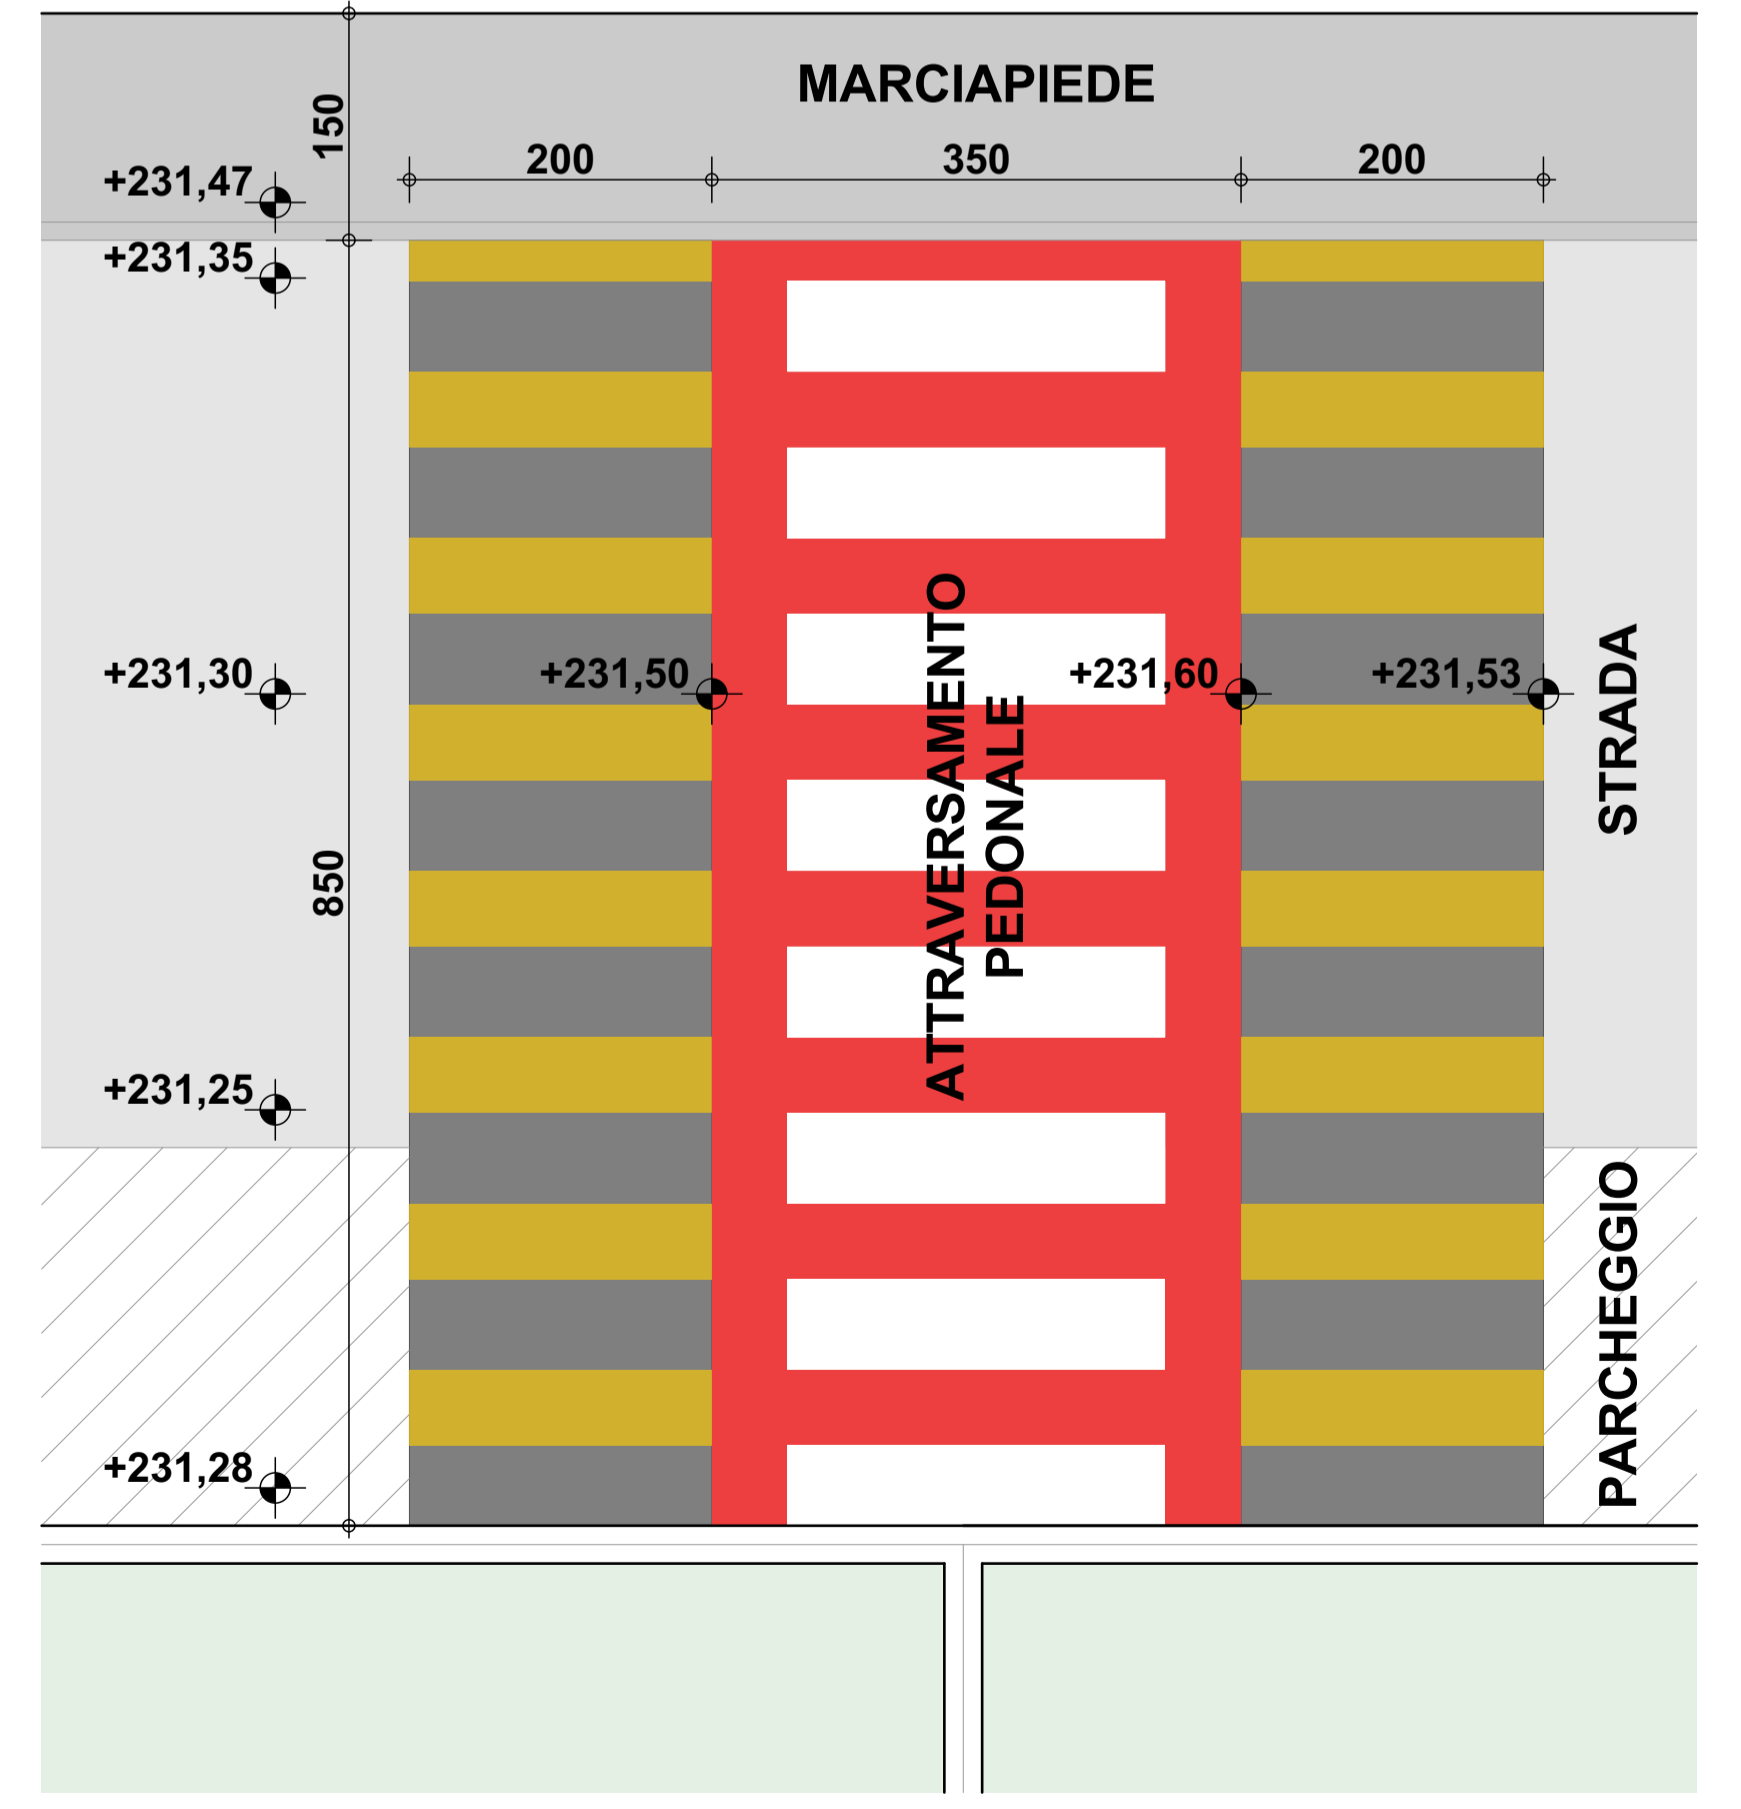 MARCIAPIEDE
150
200
350
200
+231,47
+231,35
+231,30
+231,50
+231,60
+231,53
ATTRAVERSAMENTO
PEDONALE
STRADA
850
+231,25
PARCHEGGIO
+231,28